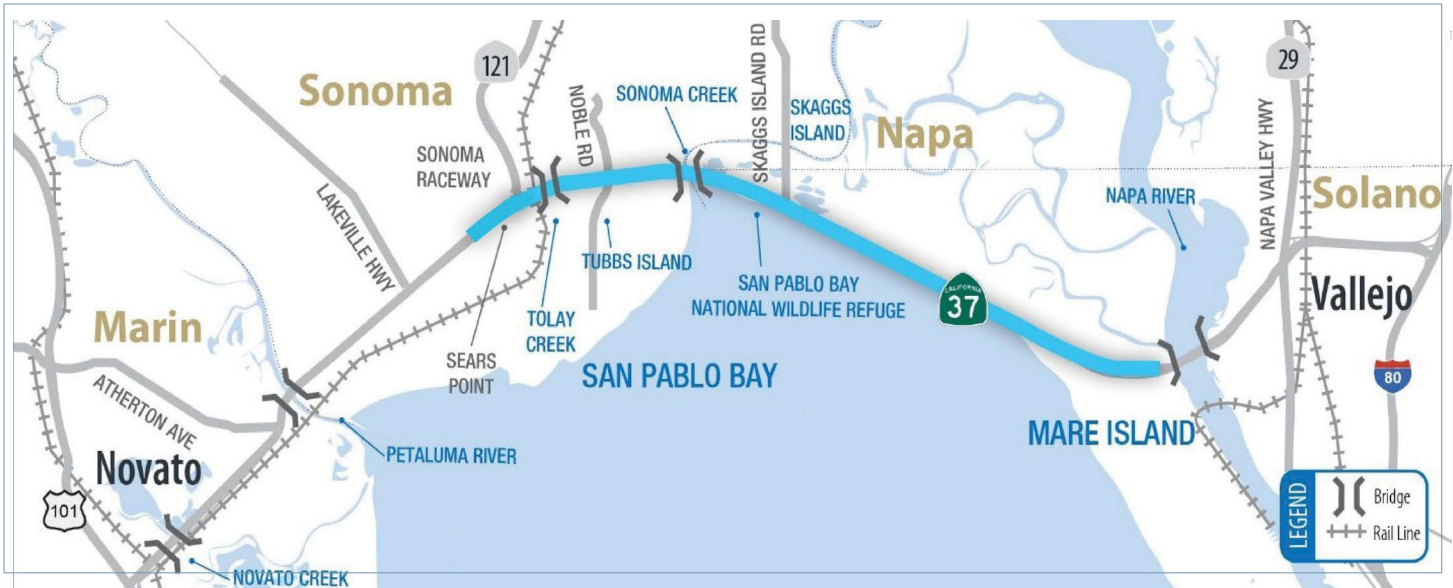 121
29
Sonoma
SONOMA CREEK
SKAGGS ISLAND RD
SKAGGS
ISLAND
NOBLE RD
Napa
NAPA VALLEY HWY
SONOMA
RACEWAY
Solano
NAPA RIVER
LAKEVILLE HWY
TUBBS ISLAND
SAN PABLO BAY
NATIONAL WILDLIFE REFUGE
CALIFORNIA
37
Vallejo
Marin
TOLAY
CREEK
SEARS
POINT
SAN PABLO BAY
80
ATHERTON AVE
MARE ISLAND
Novato
PETALUMA RIVER
101
LEGEND
Bridge
Rail Line
NOVATO CREEK